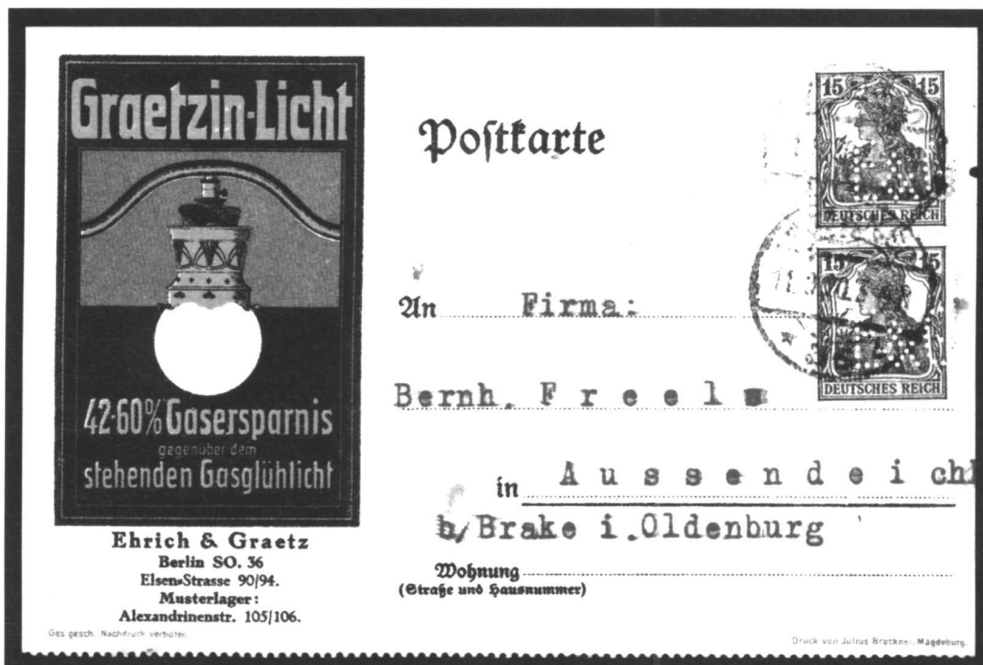 Graetzin-Licht
42-60% Gasersparnis
gegenüber dem
stehenden Gasglühlicht
Ehrich & Graetz
Berlin SO. 36
Elsen-Strasse 90/94.
Musterlager:
Alexandrinenstr. 105/106.
Ges. gesch. Nachdruck verboten
Poſtkarte
15 15
DEUTSCHES REICH
15 15
DEUTSCHES REICH
An Firma:
Bernh. Freels
in Aussendeich
b/Brake i.Oldenburg
Wohnung
(Straße und Hausnummer)
Druck von Julius Brückner, Magdeburg.